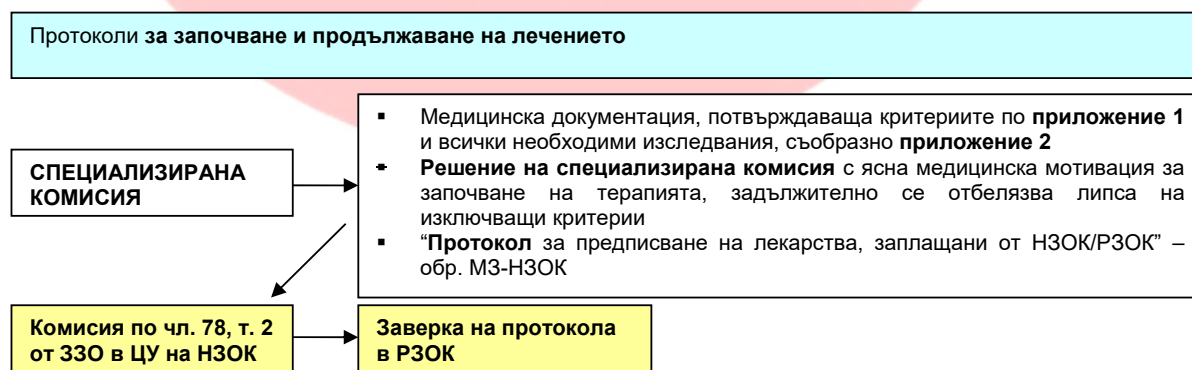 Протоколи за започване и продължаване на лечението
СПЕЦИАЛИЗИРАНА
КОМИСИЯ
▪ Медицинска документация, потвърждаваща критериите по приложение 1
и всички необходими изследвания, съобразно приложение 2
▪ Решение на специализирана комисия с ясна медицинска мотивация за
започване на терапията, задължително се отбелязва липса на
изключващи критерии
▪ “Протокол за предписване на лекарства, заплащани от НЗОК/РЗОК” –
обр. МЗ-НЗОК
Комисия по чл. 78, т. 2
от ЗЗО в ЦУ на НЗОК
Заверка на протокола
в РЗОК